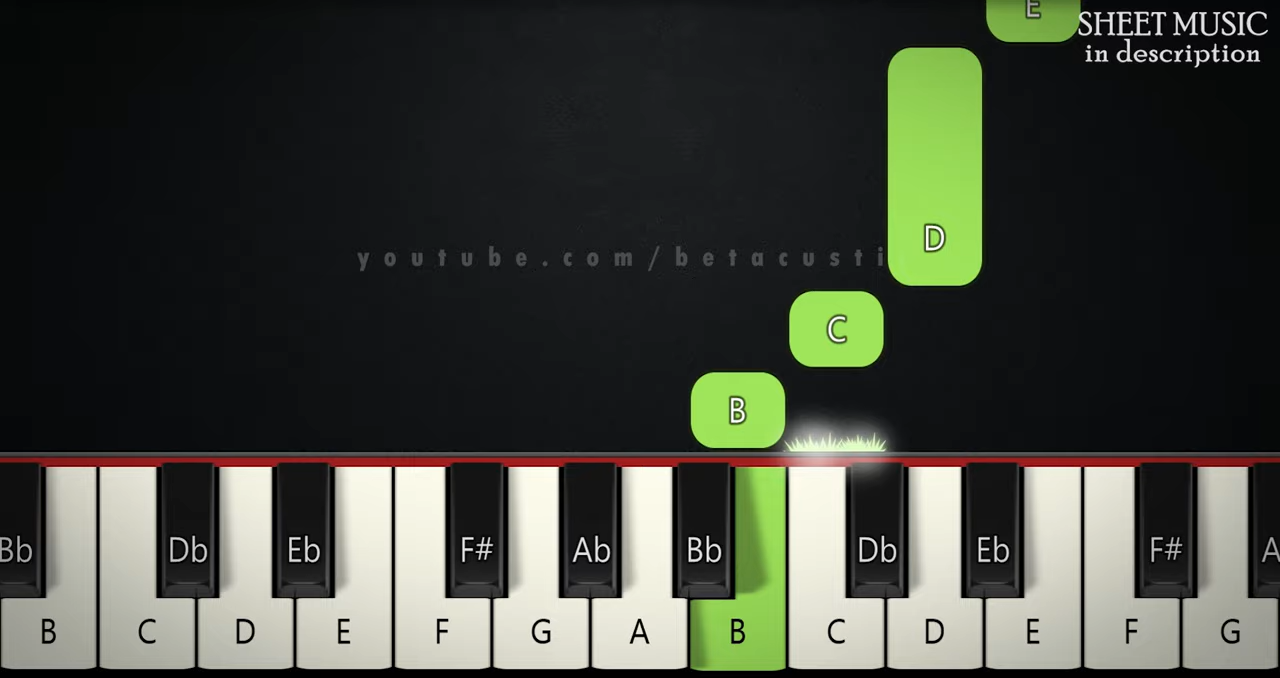 E
SHEET MUSIC
in description
D
youtube.com/betacusti
C
B
Bb Db Eb F# Ab Bb Db Eb F# A
B C D E F G A B C D E F G